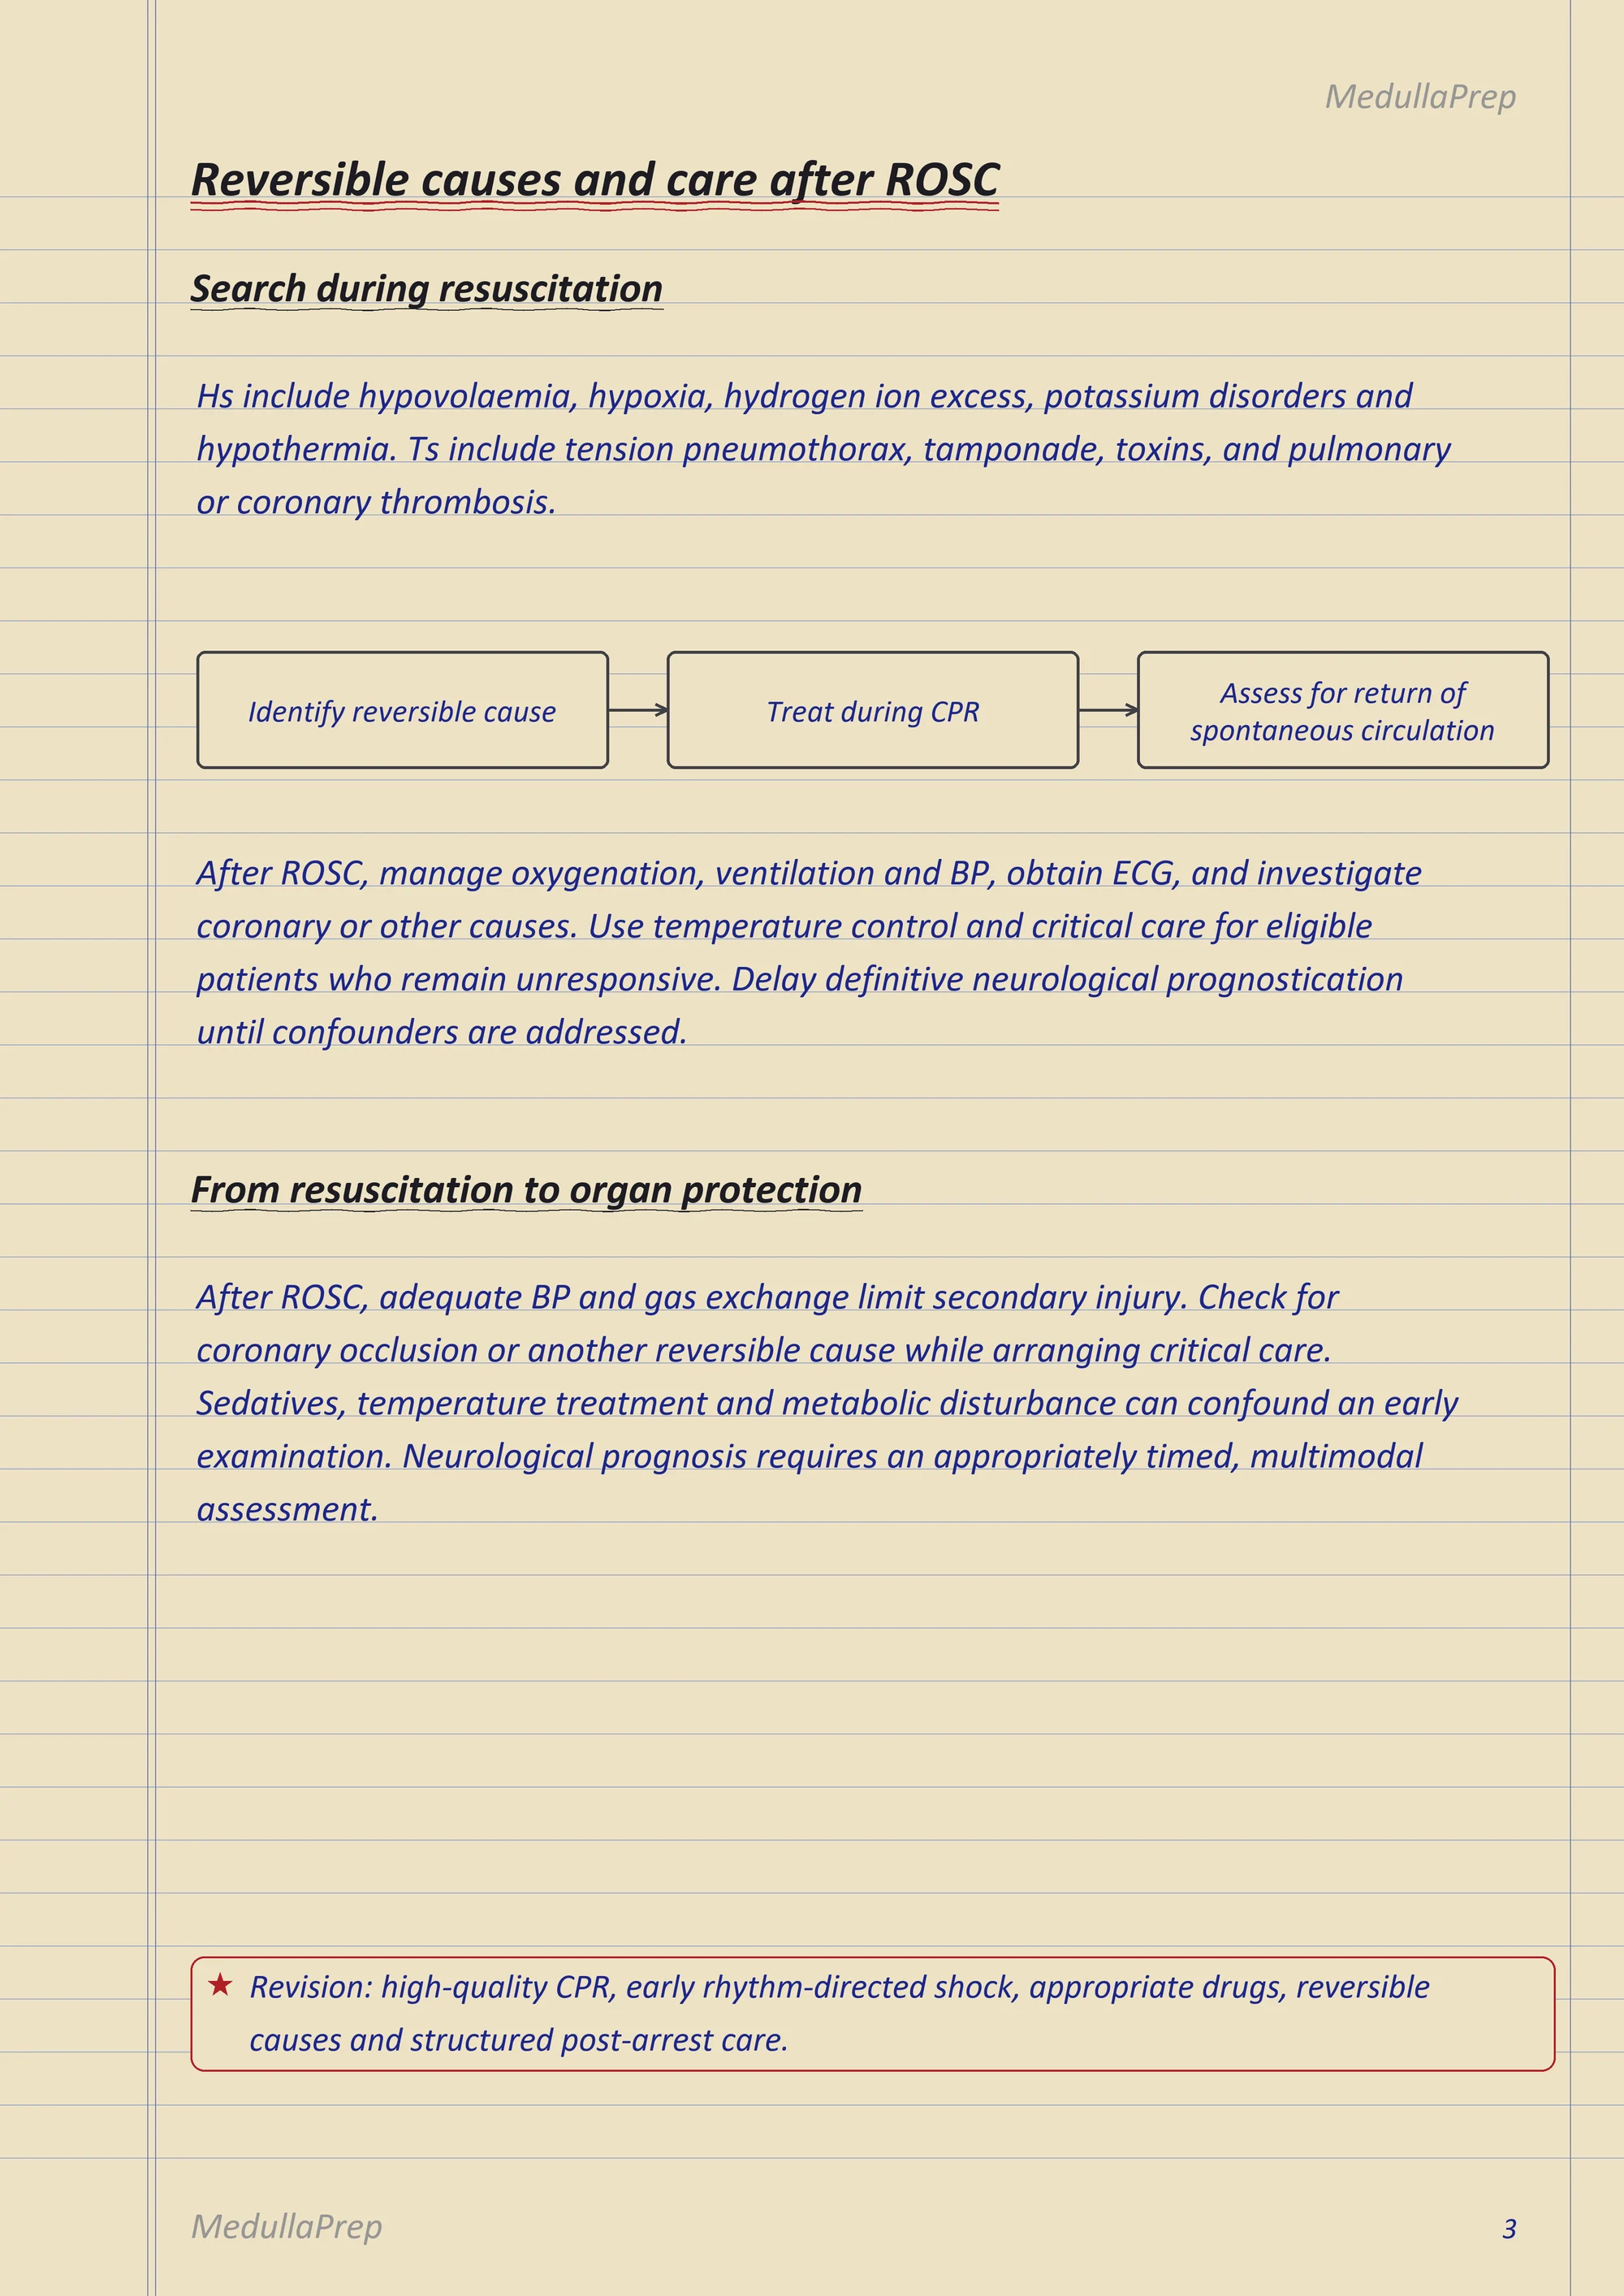 MedullaPrep
Reversible causes and care after ROSC
Search during resuscitation
Hs include hypovolaemia, hypoxia, hydrogen ion excess, potassium disorders and
hypothermia. Ts include tension pneumothorax, tamponade, toxins, and pulmonary
or coronary thrombosis.
Identify reversible cause
Treat during CPR
Assess for return of
spontaneous circulation
After ROSC, manage oxygenation, ventilation and BP, obtain ECG, and investigate
coronary or other causes. Use temperature control and critical care for eligible
patients who remain unresponsive. Delay definitive neurological prognostication
until confounders are addressed.
From resuscitation to organ protection
After ROSC, adequate BP and gas exchange limit secondary injury. Check for
coronary occlusion or another reversible cause while arranging critical care.
Sedatives, temperature treatment and metabolic disturbance can confound an early
examination. Neurological prognosis requires an appropriately timed, multimodal
assessment.
★ Revision: high-quality CPR, early rhythm-directed shock, appropriate drugs, reversible
causes and structured post-arrest care.
MedullaPrep
3